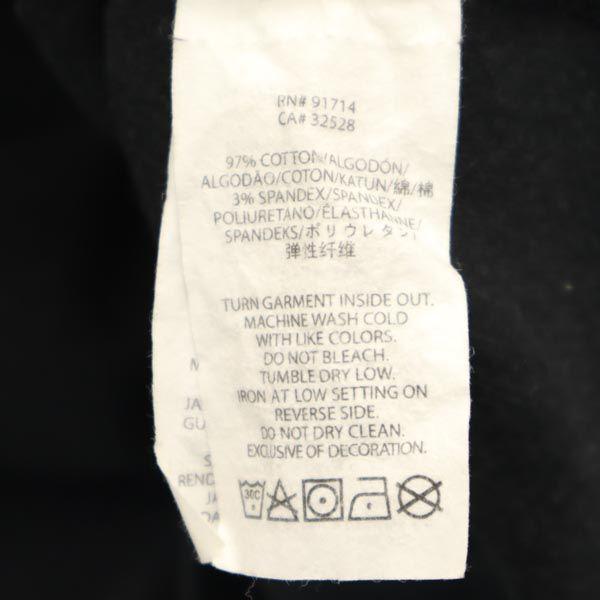 RN# 91714
CA# 32528
97% COTTON/ALGODÓN/
ALGODÃO/COTON/KATUN/綿/棉
3% SPANDEX/SPANDEX/
POLIURETANO/ÉLASTHANNE/
SPANDEKS/ポリウレタン/
弹性纤维
TURN GARMENT INSIDE OUT.
MACHINE WASH COLD
WITH LIKE COLORS.
DO NOT BLEACH.
TUMBLE DRY LOW.
IRON AT LOW SETTING ON
REVERSE SIDE.
DO NOT DRY CLEAN.
EXCLUSIVE OF DECORATION.
30C